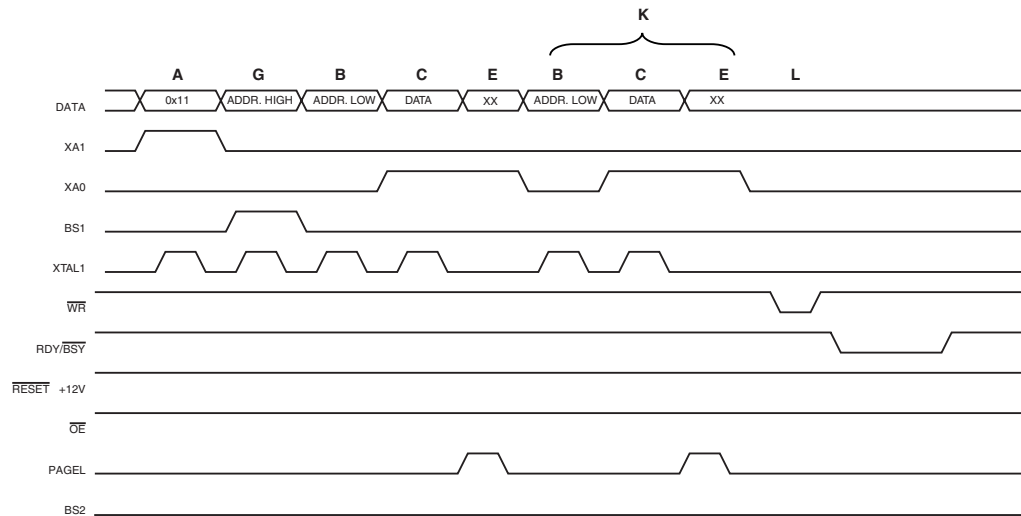 K
A G B C E B C E L
DATA 0x11 ADDR. HIGH ADDR. LOW DATA XX ADDR. LOW DATA XX
XA1
XA0
BS1
XTAL1
WR
RDY/BSY
RESET +12V
OE
PAGEL
BS2